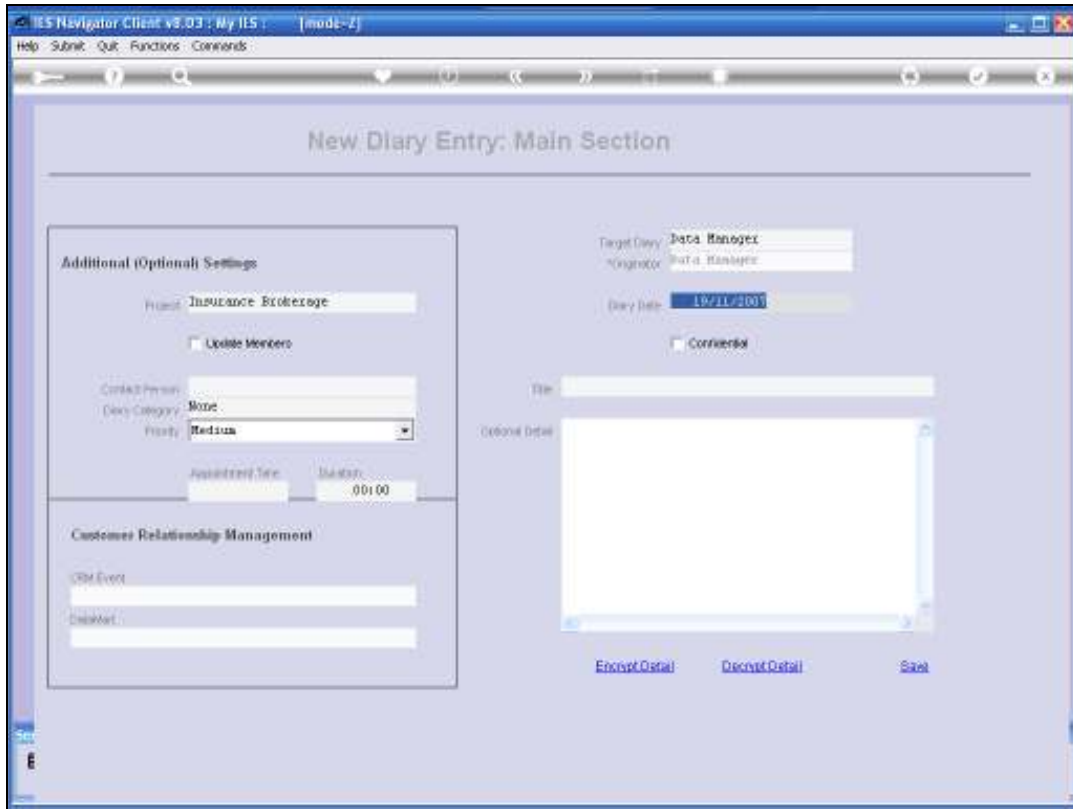 IES Navigator Client v8.03 : My IES : [mode-Z]
Help Submit Quit Functions Commands
New Diary Entry: Main Section
Additional (Optional) Settings
Project Insurance Brokerage
Update Members
Contact Person
Diary Category None
Priority Medium
Appointment Time Duration
00:00
Customer Relationship Management
CRM Event
DataMart
Target Diary Data Manager
*Originator Data Manager
Diary Date 19/11/2007
Confidential
Title
Optional Detail
Encrypt Detail Decrypt Detail Save